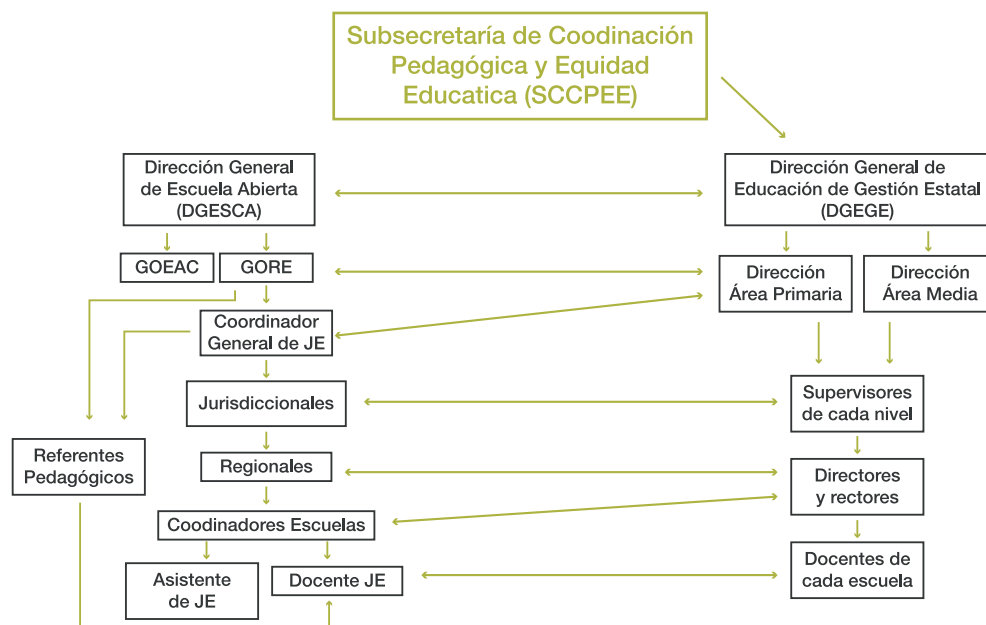 Subsecretaría de Coodinación
Pedagógica y Equidad
Educatica (SCCPEE)
Dirección General
de Escuela Abierta
(DGESCA)
Dirección General de
Educación de Gestión Estatal
(DGEGE)
GOEAC
GORE
Dirección
Área Primaria
Dirección
Área Media
Coordinador
General de JE
Jurisdiccionales
Supervisores
de cada nivel
Referentes
Pedagógicos
Regionales
Directores
y rectores
Coodinadores Escuelas
Asistente
de JE
Docente JE
Docentes de
cada escuela